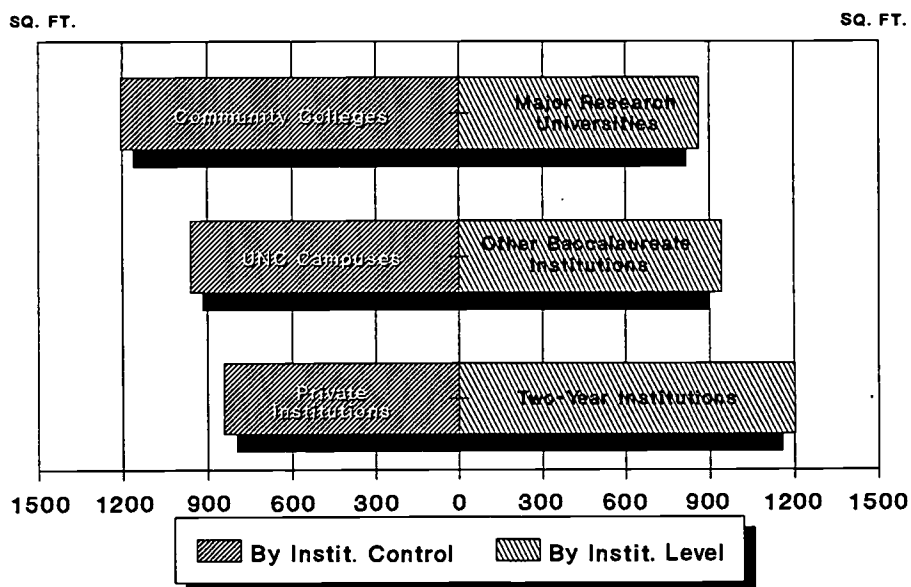 SQ. FT.
SQ. FT.
Community Colleges
Major Research
Universities
UNC Campuses
Other Baccalaureate
Institutions
Private
Institutions
Two-Year Institutions
1500 1200 900 600 300 0 300 600 900 1200 1500
By Instit. Control
By Instit. Level